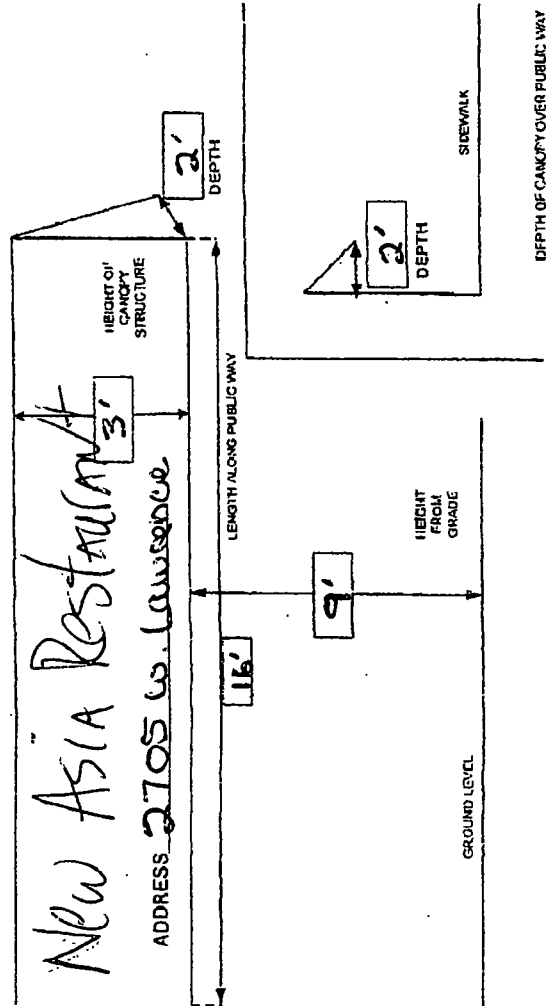 New Asia Restaurant
ADDRESS 2705 W. Lawrence
HEIGHT OF
CANOPY
STRUCTURE
3'
2'
DEPTH
LENGTH ALONG PUBLIC WAY
16'
9'
HEIGHT
FROM
GRADE
GROUND LEVEL
2'
DEPTH
SIDEWALK
DEPTH OF CANOPY OVER PUBLIC WAY